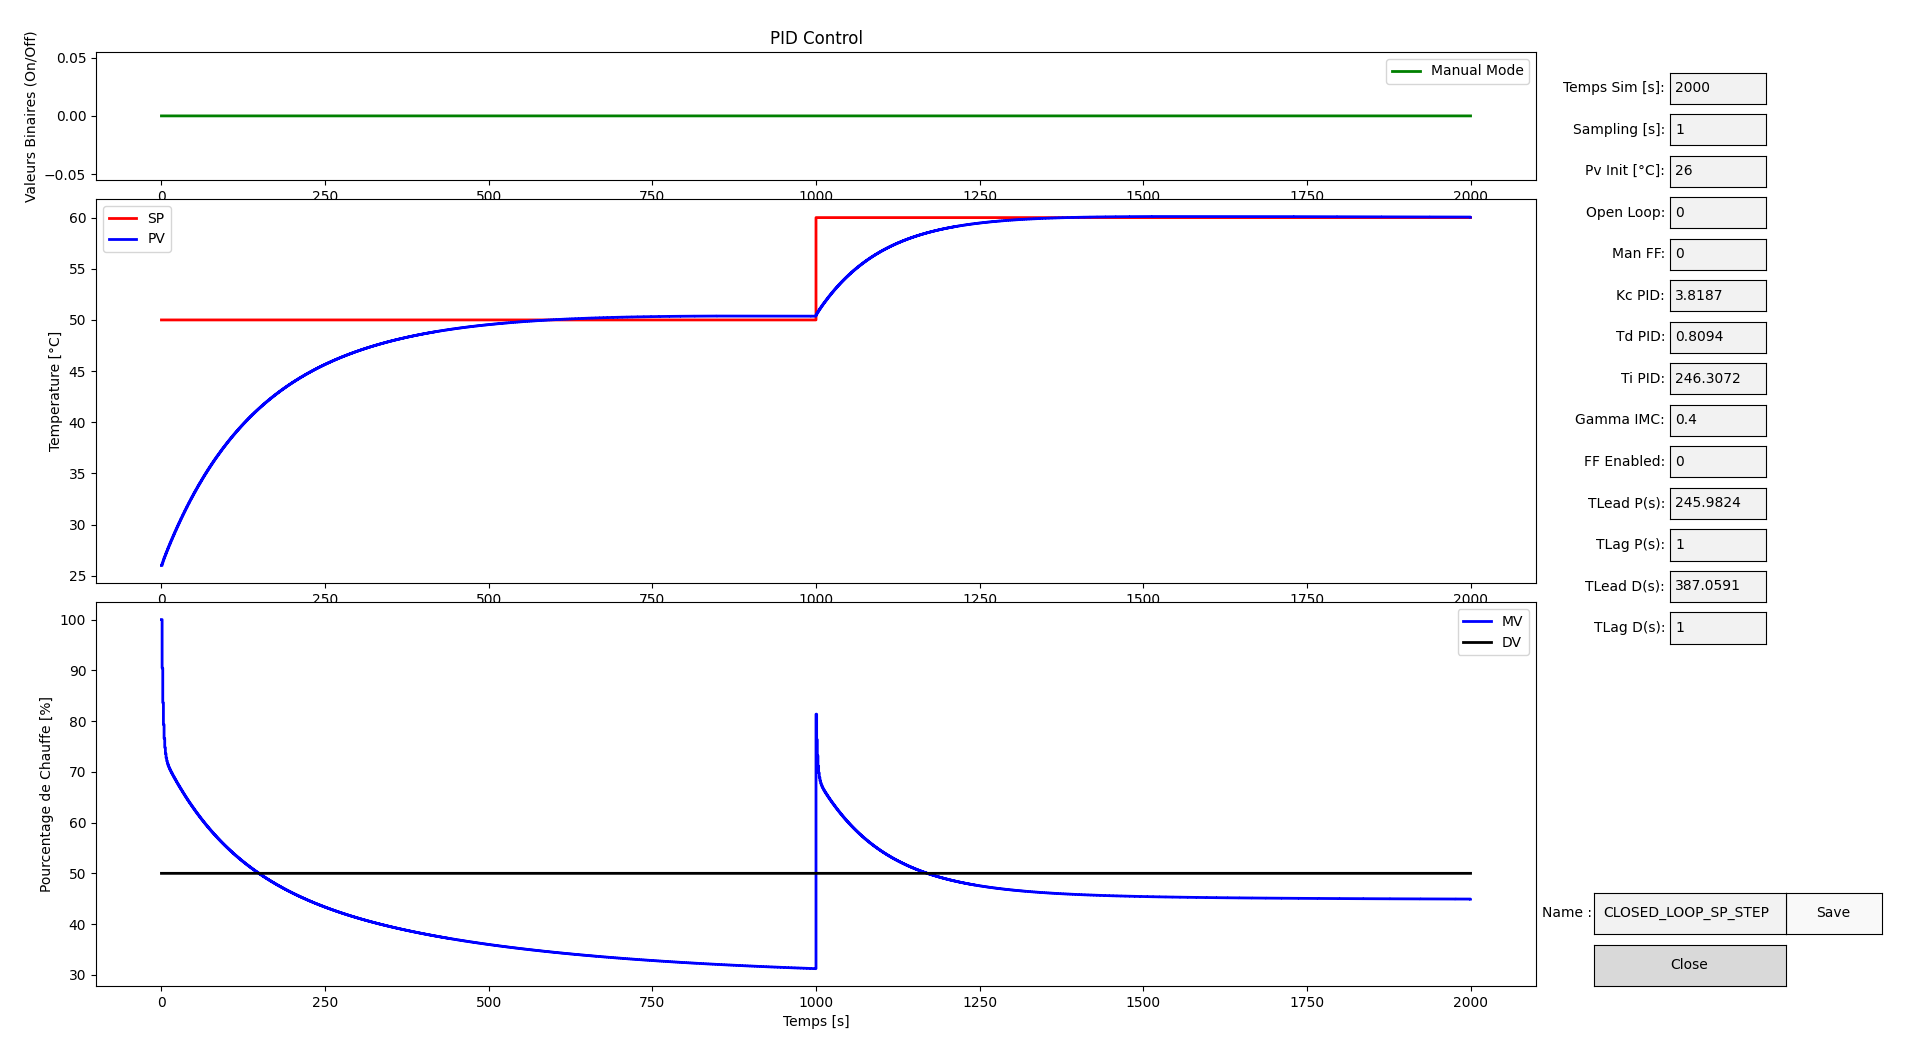 PID Control
Valeurs Binaires (On/Off)
0.05
0.00
−0.05
Manual Mode
0 250 500 750 1000 1250 1500 1750 2000
Temperature [°C]
60
55
50
45
40
35
30
25
SP
PV
0 250 500 750 1000 1250 1500 1750 2000
Pourcentage de Chauffe [%]
100
90
80
70
60
50
40
30
MV
DV
0 250 500 750 1000 1250 1500 1750 2000
Temps [s]
Temps Sim [s]: 2000
Sampling [s]: 1
Pv Init [°C]: 26
Open Loop: 0
Man FF: 0
Kc PID: 3.8187
Td PID: 0.8094
Ti PID: 246.3072
Gamma IMC: 0.4
FF Enabled: 0
TLead P(s): 245.9824
TLag P(s): 1
TLead D(s): 387.0591
TLag D(s): 1
Name : CLOSED_LOOP_SP_STEP Save
Close